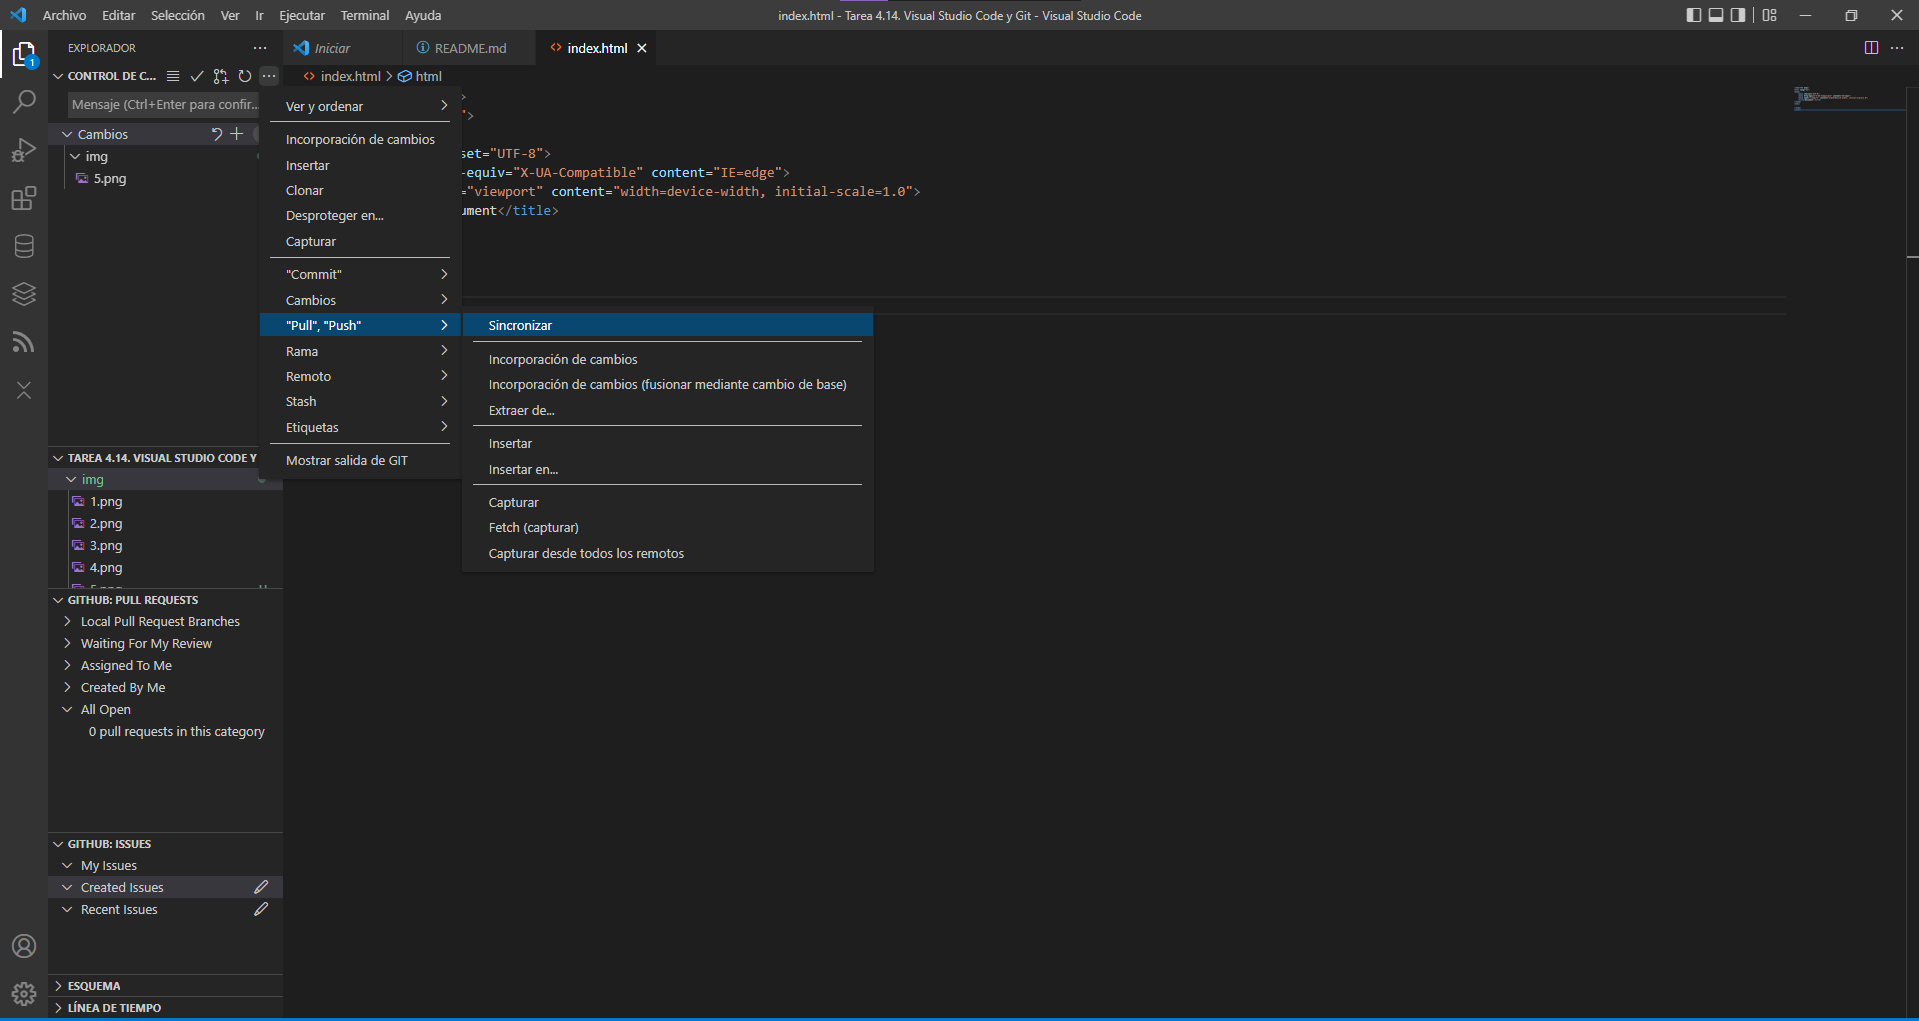 Archivo Editar Selección Ver Ir Ejecutar Terminal Ayuda
index.html - Tarea 4.14. Visual Studio Code y Git - Visual Studio Code
EXPLORADOR
Iniciar
README.md
index.html
CONTROL DE C...
index.html > html
1
Mensaje (Ctrl+Enter para confir...
Cambios
img
5.png
Ver y ordenar
Incorporación de cambios
Insertar
Clonar
Desproteger en...
Capturar
"Commit"
Cambios
"Pull", "Push"
Rama
Remoto
Stash
Etiquetas
Mostrar salida de GIT
>
">
set="UTF-8">
-equiv="X-UA-Compatible" content="IE=edge">
="viewport" content="width=device-width, initial-scale=1.0">
ument</title>
Sincronizar
Incorporación de cambios
Incorporación de cambios (fusionar mediante cambio de base)
Extraer de...
Insertar
Insertar en...
Capturar
Fetch (capturar)
Capturar desde todos los remotos
TAREA 4.14. VISUAL STUDIO CODE Y
img
1.png
2.png
3.png
4.png
GITHUB: PULL REQUESTS
Local Pull Request Branches
Waiting For My Review
Assigned To Me
Created By Me
All Open
0 pull requests in this category
GITHUB: ISSUES
My Issues
Created Issues
Recent Issues
ESQUEMA
LÍNEA DE TIEMPO